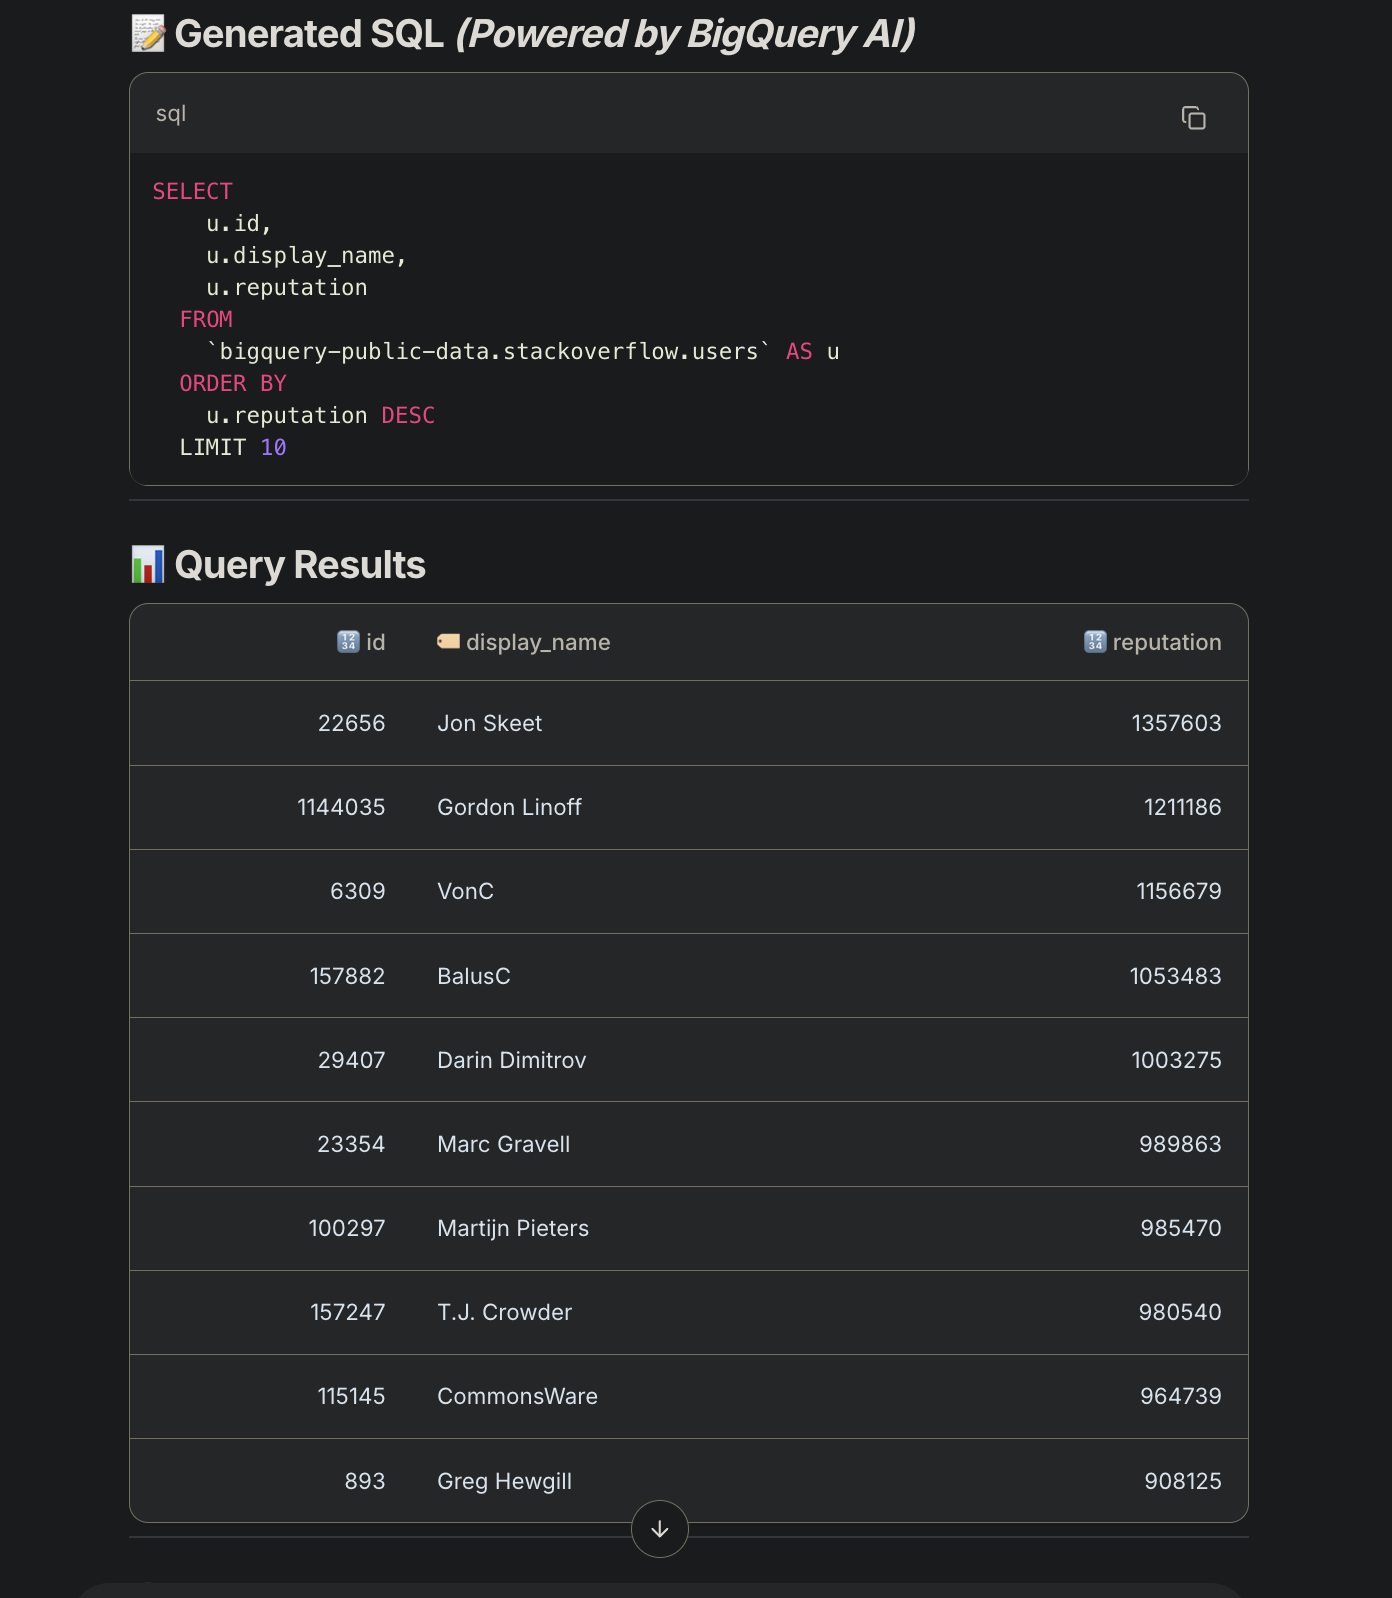 Generated SQL (Powered by BigQuery AI)
sql
SELECT
    u.id,
    u.display_name,
    u.reputation
  FROM
    `bigquery-public-data.stackoverflow.users` AS u
  ORDER BY
    u.reputation DESC
  LIMIT 10
Query Results
id display_name reputation
22656 Jon Skeet 1357603
1144035 Gordon Linoff 1211186
6309 VonC 1156679
157882 BalusC 1053483
29407 Darin Dimitrov 1003275
23354 Marc Gravell 989863
100297 Martijn Pieters 985470
157247 T.J. Crowder 980540
115145 CommonsWare 964739
893 Greg Hewgill 908125